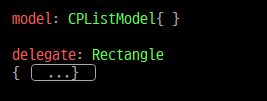 model: CPListModel{ }
delegate: Rectangle
{ ...}